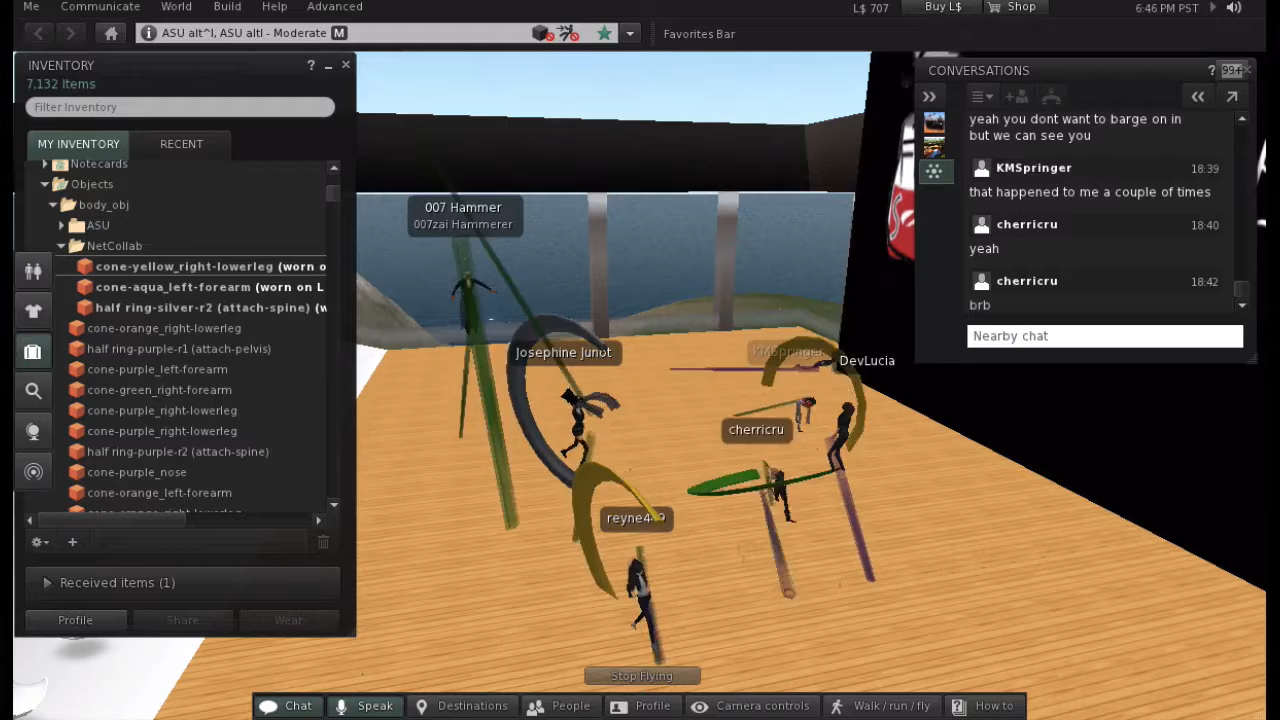 Me Communicate World Build Help Advanced
L$ 707 Buy L$ Shop 6:46 PM PST
ASU alt^I, ASU altI - Moderate M
Favorites Bar
INVENTORY ?
7,132 Items
Filter Inventory
MY INVENTORY RECENT
Notecards
Objects
body_obj
ASU
NetCollab
cone-yellow_right-lowerleg (worn o
cone-aqua_left-forearm (worn on L
half ring-silver-r2 (attach-spine) (w
cone-orange_right-lowerleg
half ring-purple-r1 (attach-pelvis)
cone-purple_left-forearm
cone-green_right-forearm
cone-purple_right-lowerleg
cone-purple_right-lowerleg
half ring-purple-r2 (attach-spine)
cone-purple_nose
cone-orange_left-forearm
Received items (1)
Profile Share Wear
007 Hammer
007zai Hammerer
Josephine Junot
KMSpringer
DevLucia
cherricru
CONVERSATIONS ? 99+
yeah you dont want to barge on in
but we can see you
KMSpringer 18:39
that happened to me a couple of times
cherricru 18:40
yeah
cherricru 18:42
brb
Nearby chat
Stop Flying
Chat Speak Destinations People Profile Camera controls Walk / run / fly How to